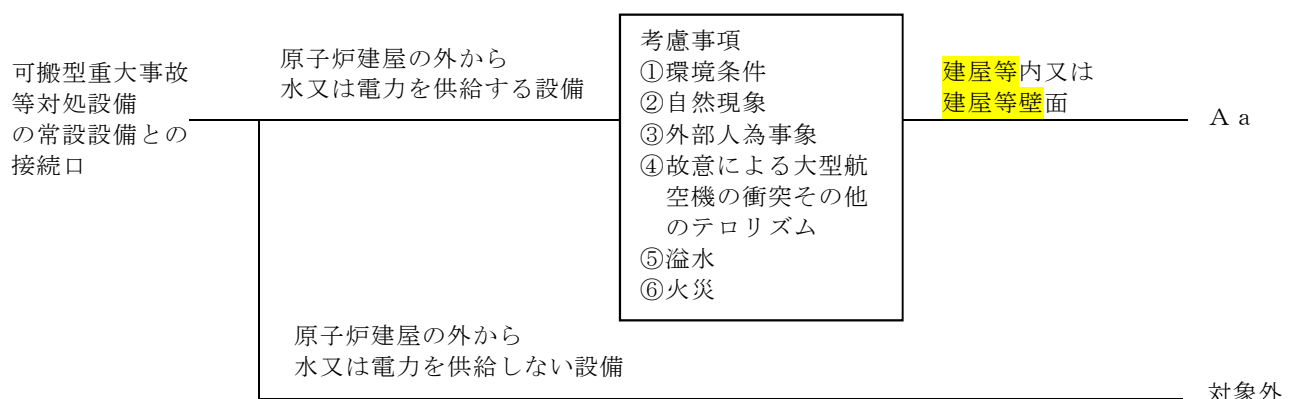 可搬型重大事故
等対処設備
の常設設備との
接続口
原子炉建屋の外から
水又は電力を供給する設備
考慮事項
①環境条件
②自然現象
③外部人為事象
④故意による大型航
空機の衝突その他
のテロリズム
⑤溢水
⑥火災
建屋等内又は
建屋等壁面
Ａａ
原子炉建屋の外から
水又は電力を供給しない設備
対象外